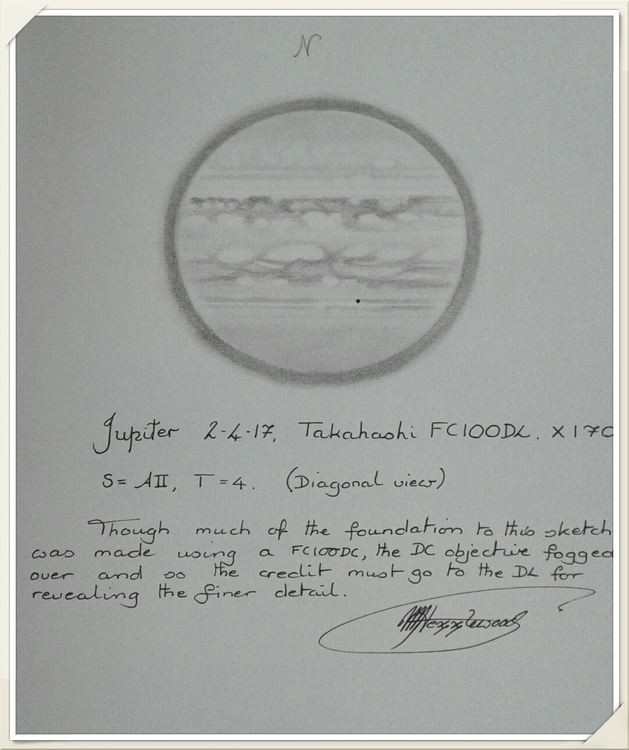 N
Jupiter 2-4-17, Takahashi FC100DL. X170
S= AII, T=4. (Diagonal view)
Though much of the foundation to this sketch
was made using a FC100DC, the DC objective fogged
over and so the credit must go to the DL for
revealing the finer detail.